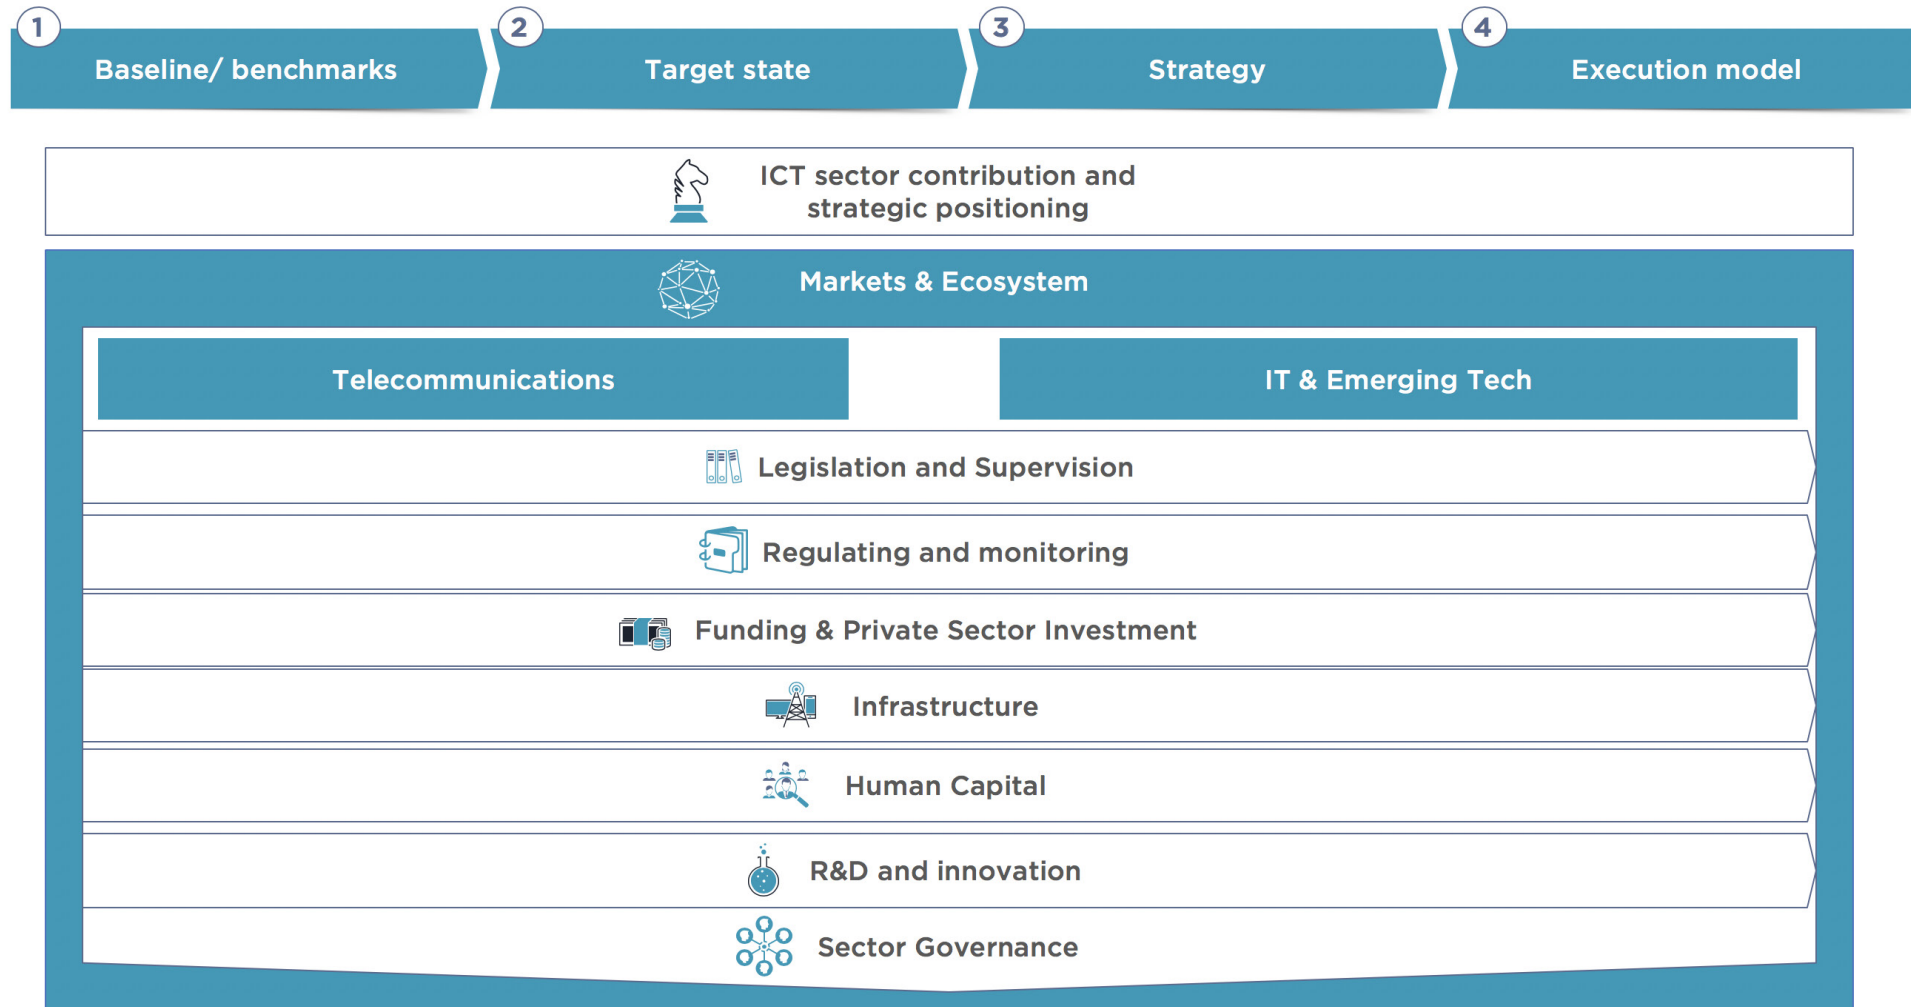 1
2
3
4
Baseline/ benchmarks
Target state
Strategy
Execution model
ICT sector contribution and
strategic positioning
Markets & Ecosystem
Telecommunications
IT & Emerging Tech
Legislation and Supervision
Regulating and monitoring
Funding & Private Sector Investment
Infrastructure
Human Capital
R&D and innovation
Sector Governance